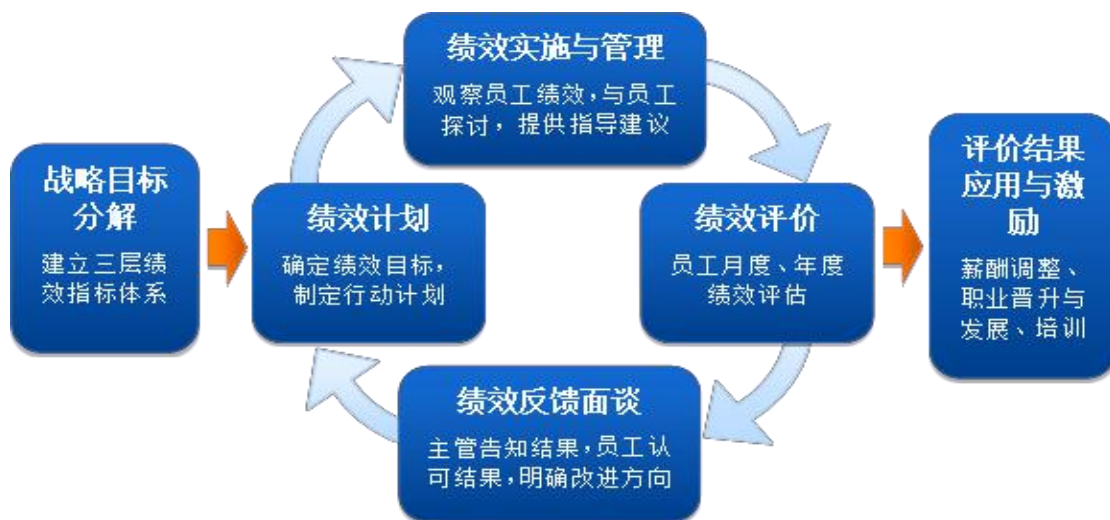 战略目标
分解
建立三层绩
效指标体系
绩效计划
确定绩效目标，
制定行动计划
绩效实施与管理
观察员工绩效，与员工
探讨，提供指导建议
绩效评价
员工月度、年度
绩效评估
绩效反馈面谈
主管告知结果，员工认
可结果，明确改进方向
评价结果
应用与激
励
薪酬调整、
职业晋升与
发展、培训